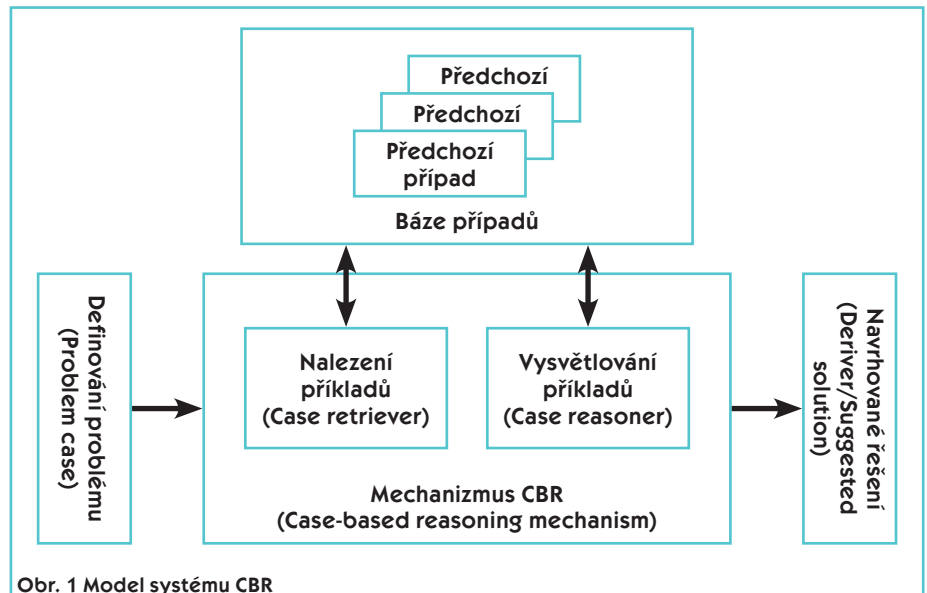 Předchozí
Předchozí
Předchozí
případ
Báze případů
Definování problému
(Problem case)
Nalezení
příkladů
(Case retriever)
Vysvětlování
příkladů
(Case reasoner)
Mechanizmus CBR
(Case-based reasoning mechanism)
Navrhované řešení
(Deriver/Suggested
solution)
Obr. 1 Model systému CBR